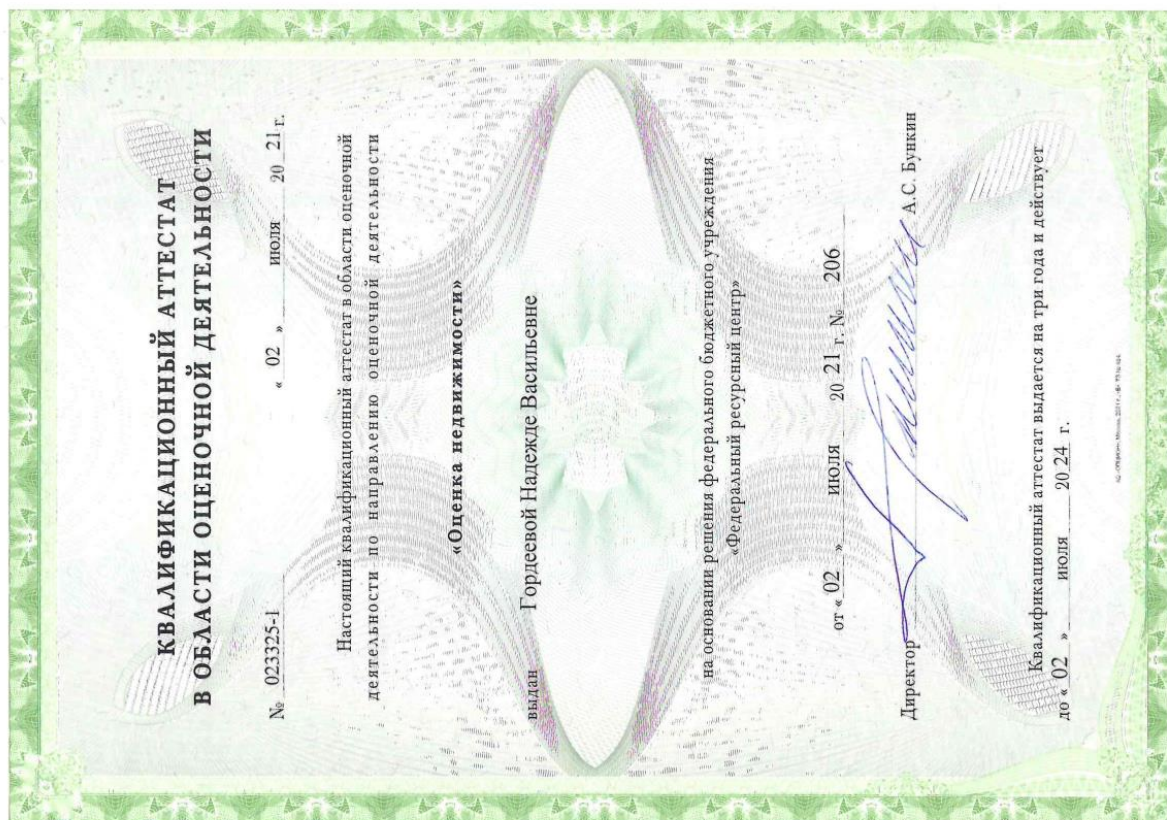 КВАЛИФИКАЦИОННЫЙ АТТЕСТАТ
В ОБЛАСТИ ОЦЕНОЧНОЙ ДЕЯТЕЛЬНОСТИ
№ 023325-1 « 02 » июля 20 21 г.
Настоящий квалификационный аттестат в области оценочной
деятельности по направлению оценочной деятельности
«Оценка недвижимости»
выдан Гордеевой Надежде Васильевне
на основании решения федерального бюджетного учреждения
«Федеральный ресурсный центр»
от « 02 » июля 20 21 г. № 206
Директор А.С. Бункин
Квалификационный аттестат выдается на три года и действует
до « 02 » июля 20 24 г.